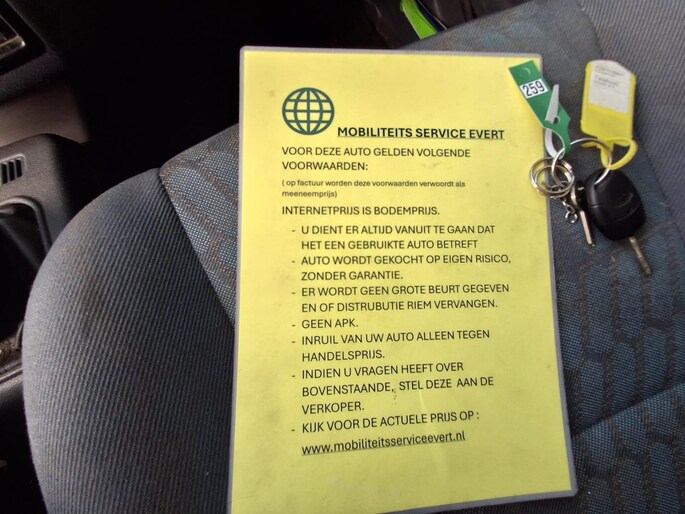 MOBILITEITS SERVICE EVERT
VOOR DEZE AUTO GELDEN VOLGENDE
VOORWAARDEN:
( op factuur worden deze voorwaarden verwoordt als
meeneemprijs)
INTERNETPRIJS IS BODEMPRIJS.
- U DIENT ER ALTIJD VANUIT TE GAAN DAT
HET EEN GEBRUIKTE AUTO BETREFT
- AUTO WORDT GEKOCHT OP EIGEN RISICO,
ZONDER GARANTIE.
- ER WORDT GEEN GROTE BEURT GEGEVEN
EN OF DISTRUBUTIE RIEM VERVANGEN.
- GEEN APK.
- INRUIL VAN UW AUTO ALLEEN TEGEN
HANDELSPRIJS.
- INDIEN U VRAGEN HEEFT OVER
BOVENSTAANDE, STEL DEZE AAN DE
VERKOPER.
- KIJK VOOR DE ACTUELE PRIJS OP :
www.mobiliteitsserviceevert.nl
259